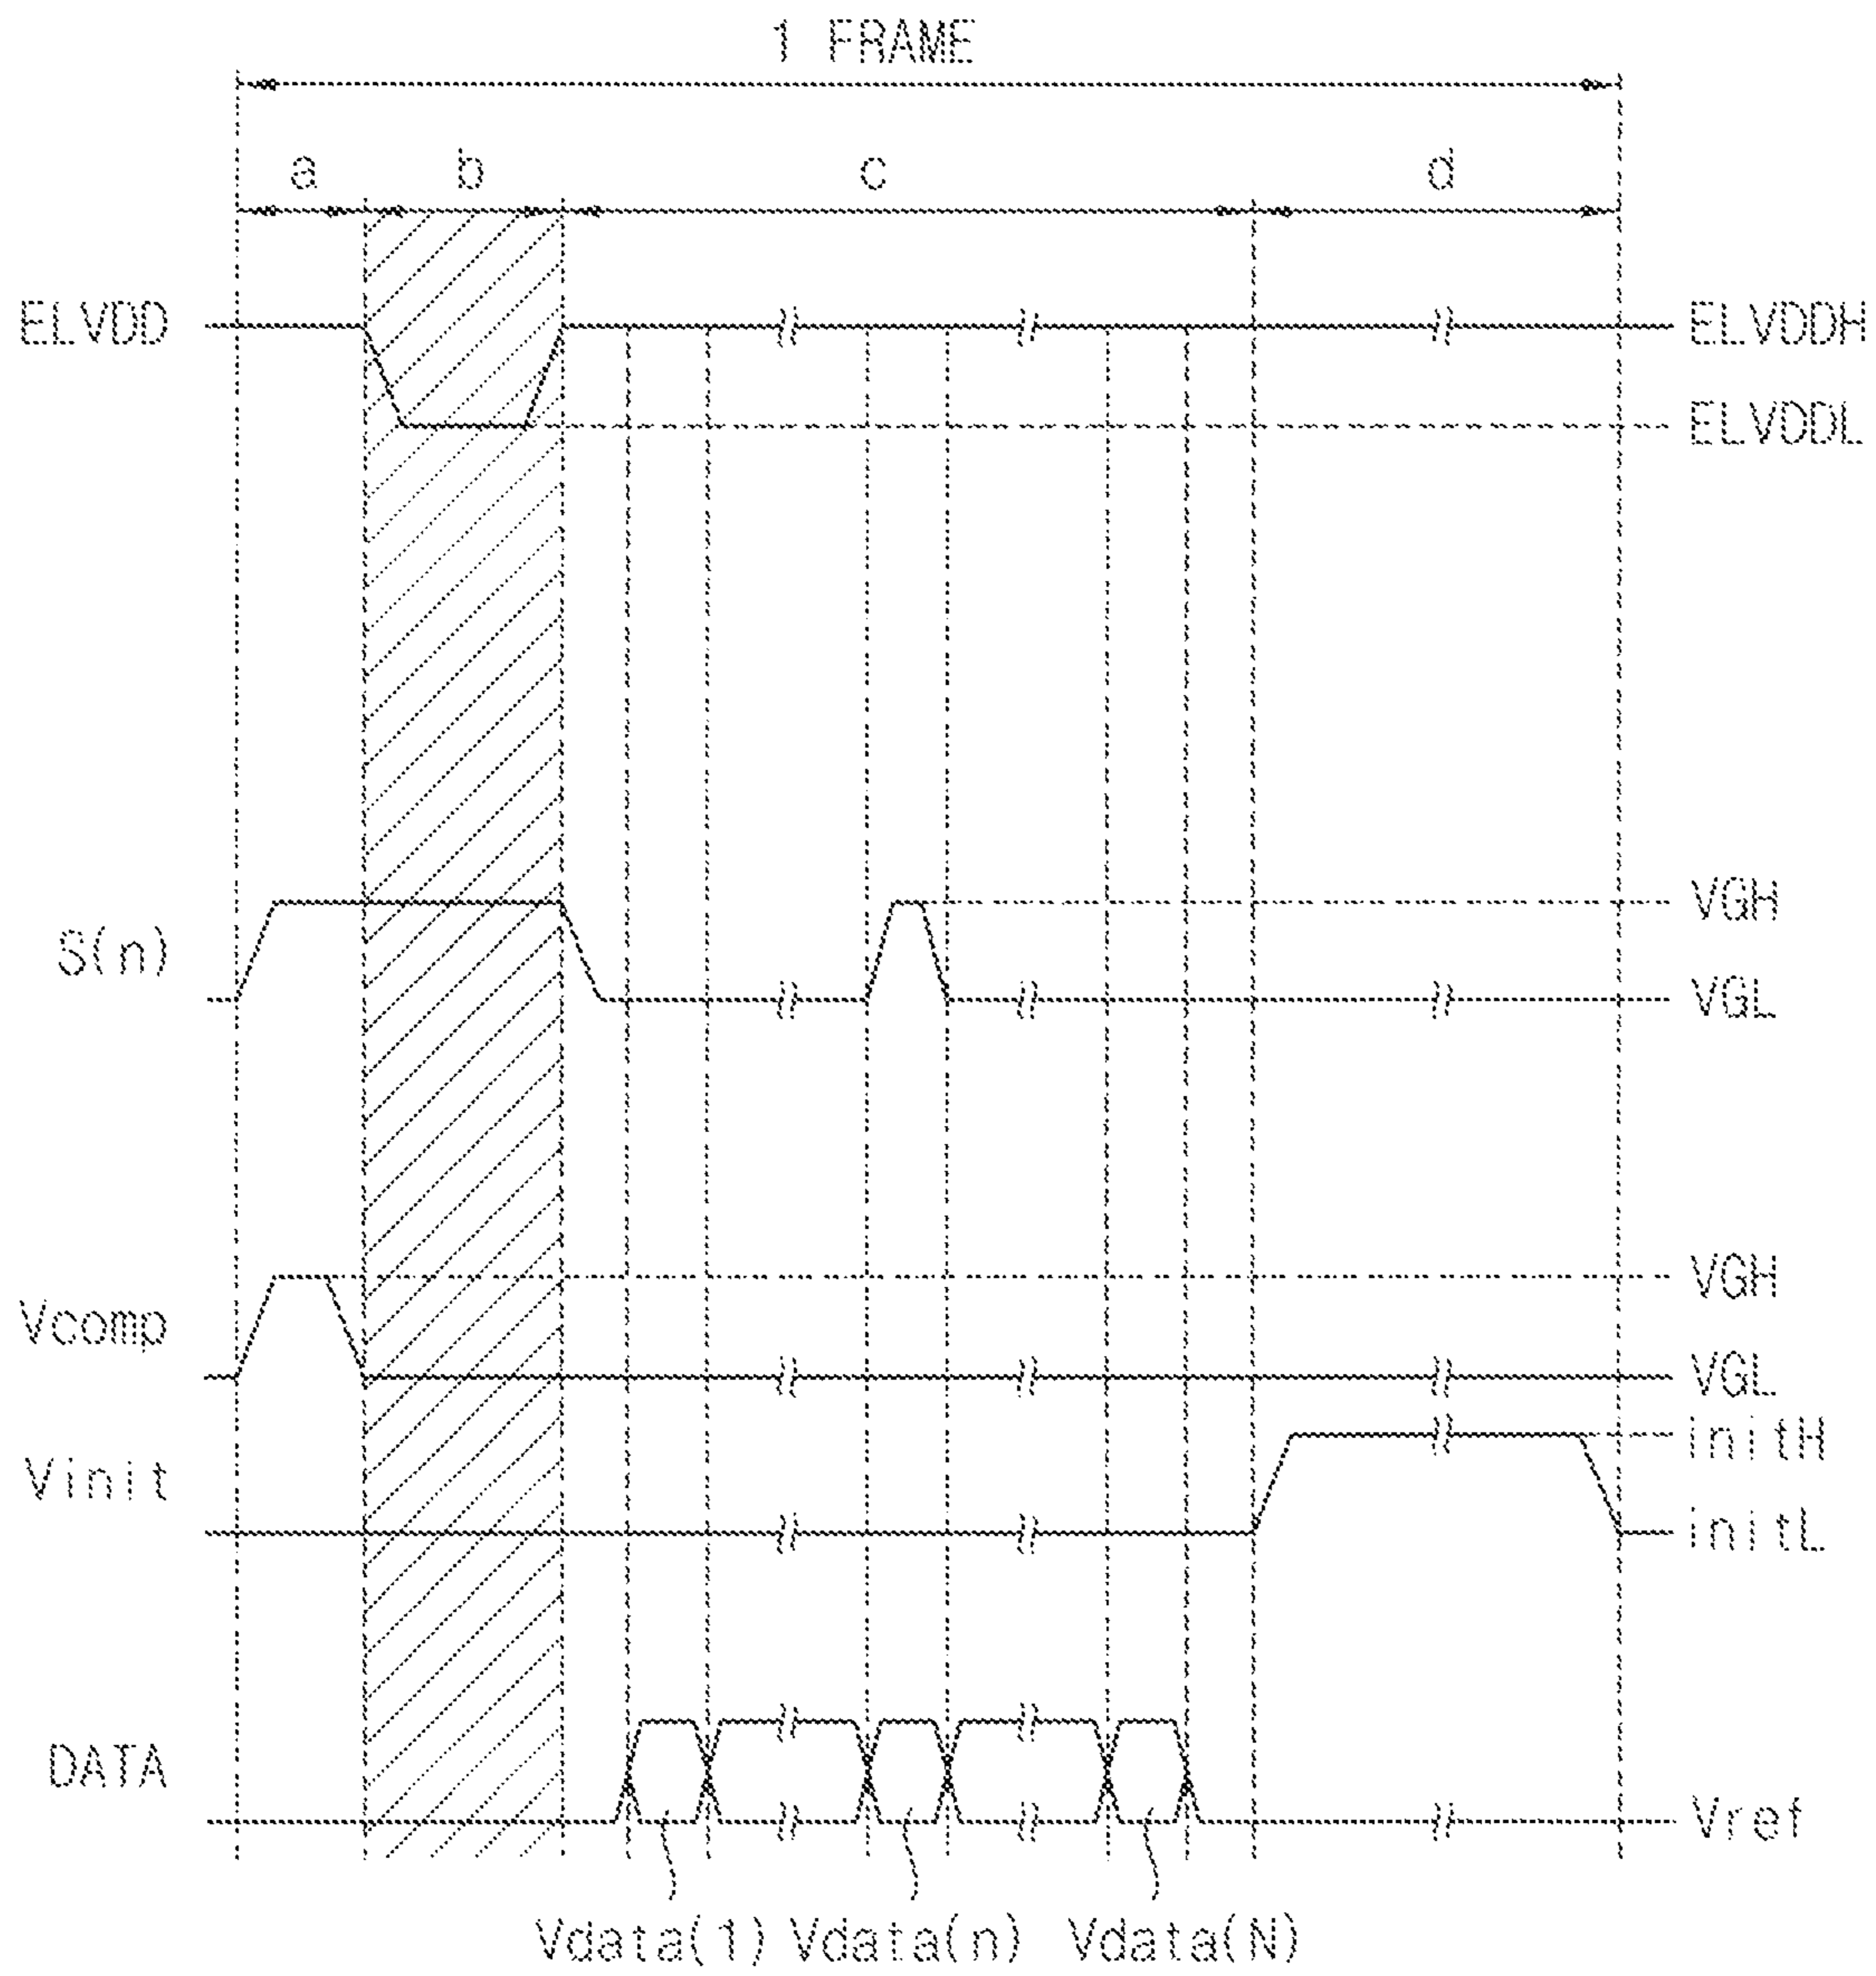 1 FRAME
a b c d
ELVDD ELVDDH
ELVDDL
VGH
S(n)
VGL
VGH
Vcomp
VGL
initH
Vinit
initL
DATA
Vref
Vdata(1) Vdata(n) Vdata(N)